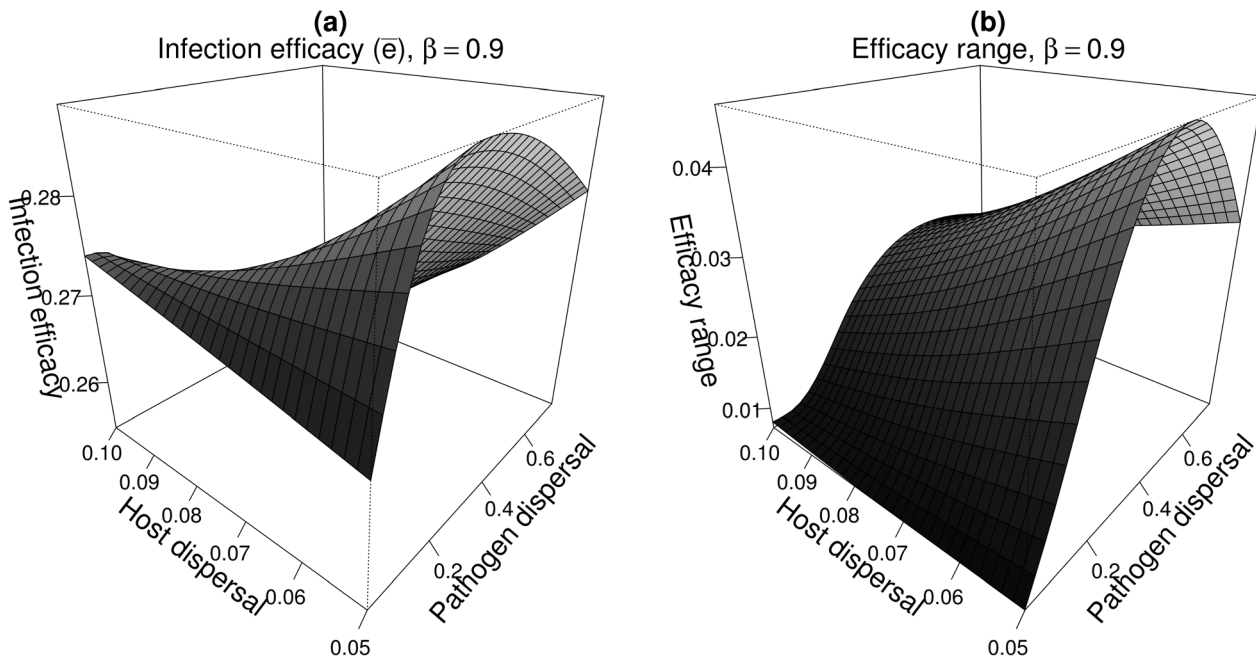 (a)
Infection efficacy (e̅), β = 0.9
0.28
0.27
0.26
Infection efficacy
0.10
0.09
0.08
0.07
0.06
0.05
Host dispersal
0.2
0.4
0.6
Pathogen dispersal
(b)
Efficacy range, β = 0.9
0.04
0.03
0.02
0.01
Efficacy range
0.10
0.09
0.08
0.07
0.06
0.05
Host dispersal
0.2
0.4
0.6
Pathogen dispersal